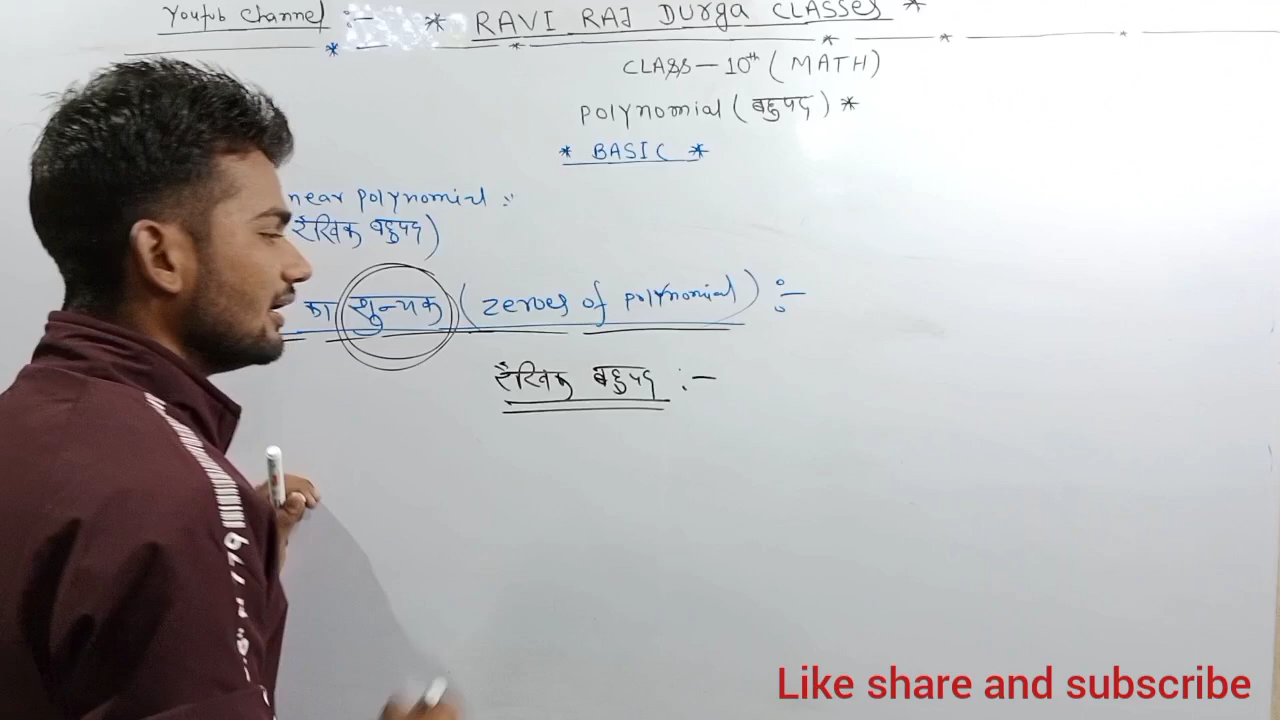 Youtub Channel :- * RAVI RAJ DURGA CLASSES *
CLASS - 10th ( MATH )
Polynomial ( बहुपद ) *
* BASIC *
near polynomial :
रैखिक बहुपद )
का शुन्यक ( zeroes of polynomial ) :-
रैखिक बहुपद :-
Like share and subscribe